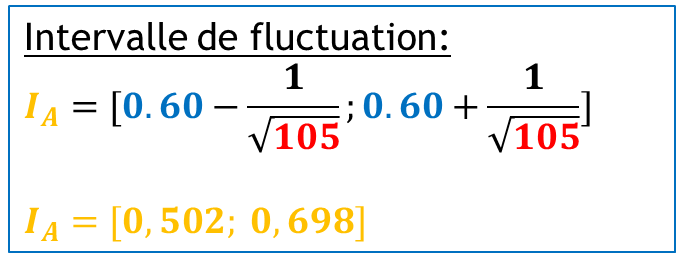 Intervalle de fluctuation:
I_A = [0.60 − 1/√105 ; 0.60 + 1/√105]
I_A = [0,502; 0,698]